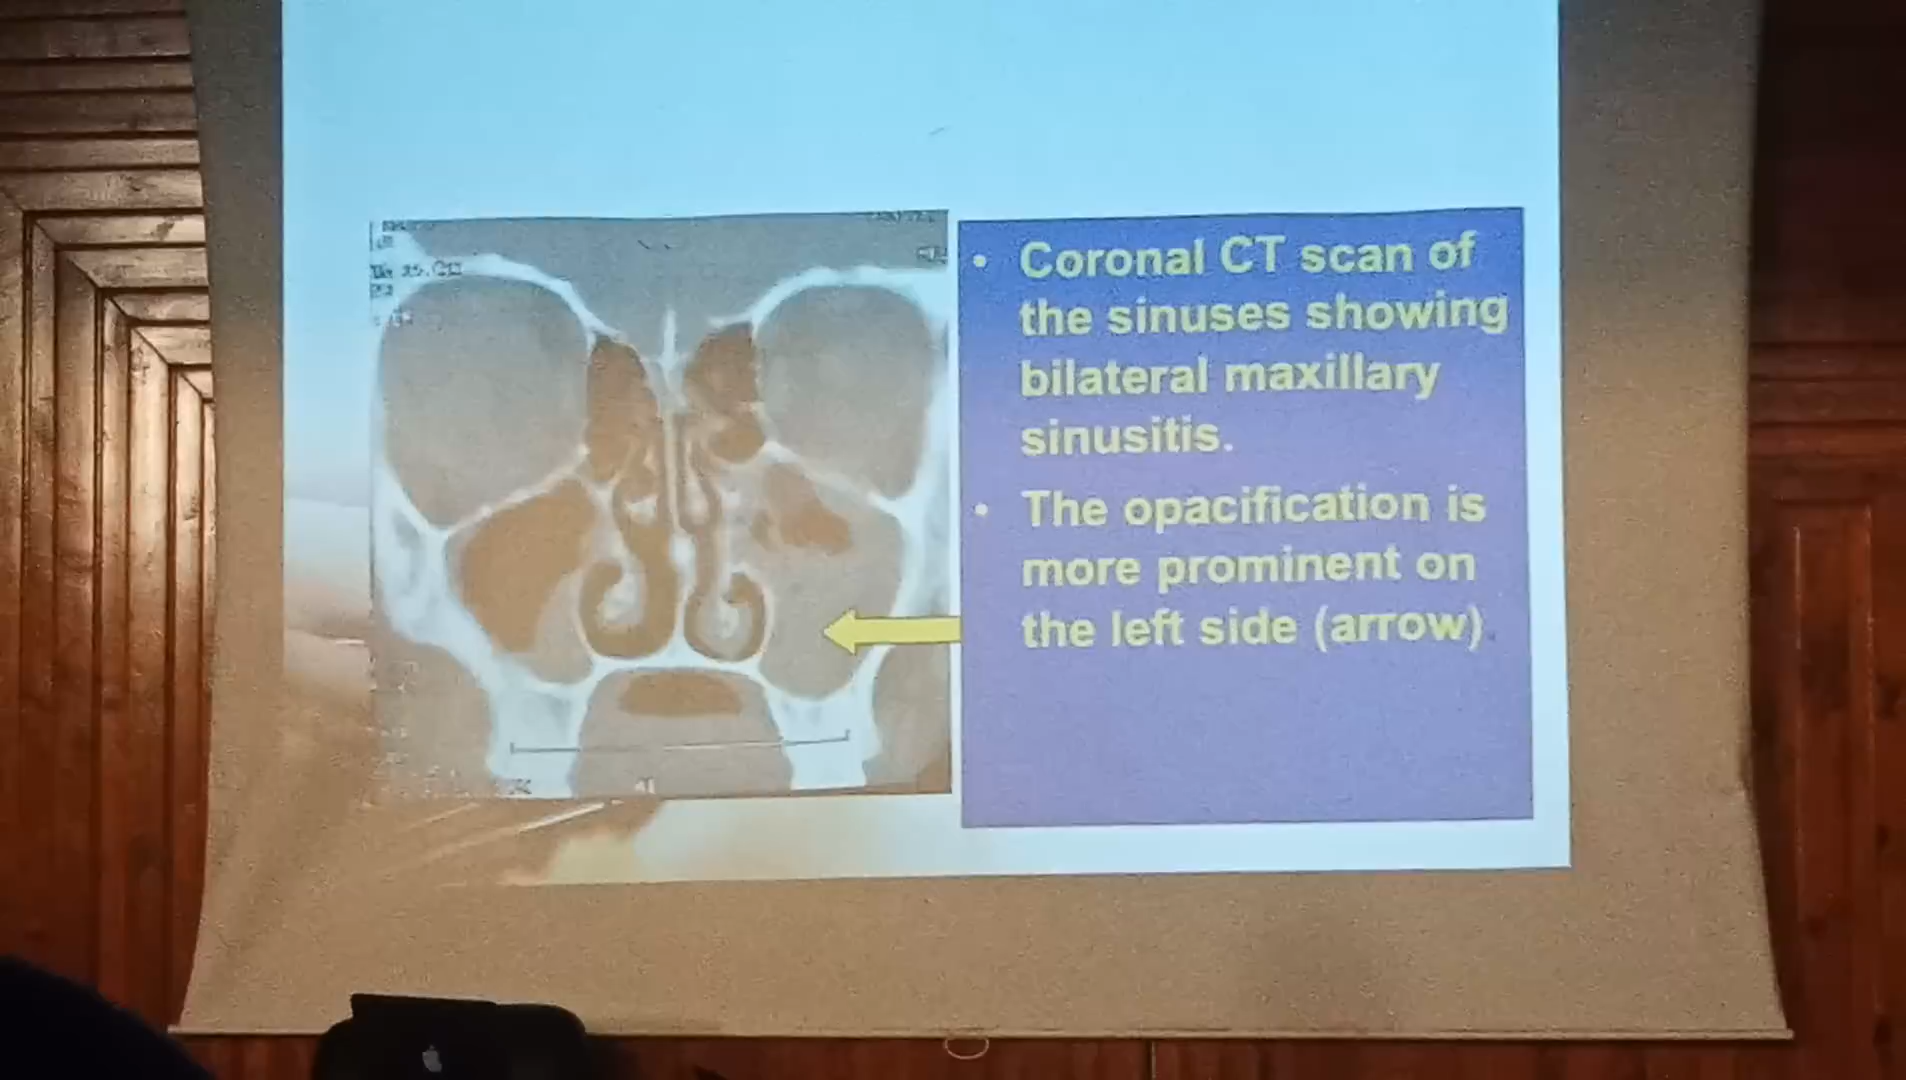 • Coronal CT scan of
the sinuses showing
bilateral maxillary
sinusitis.
• The opacification is
more prominent on
the left side (arrow)